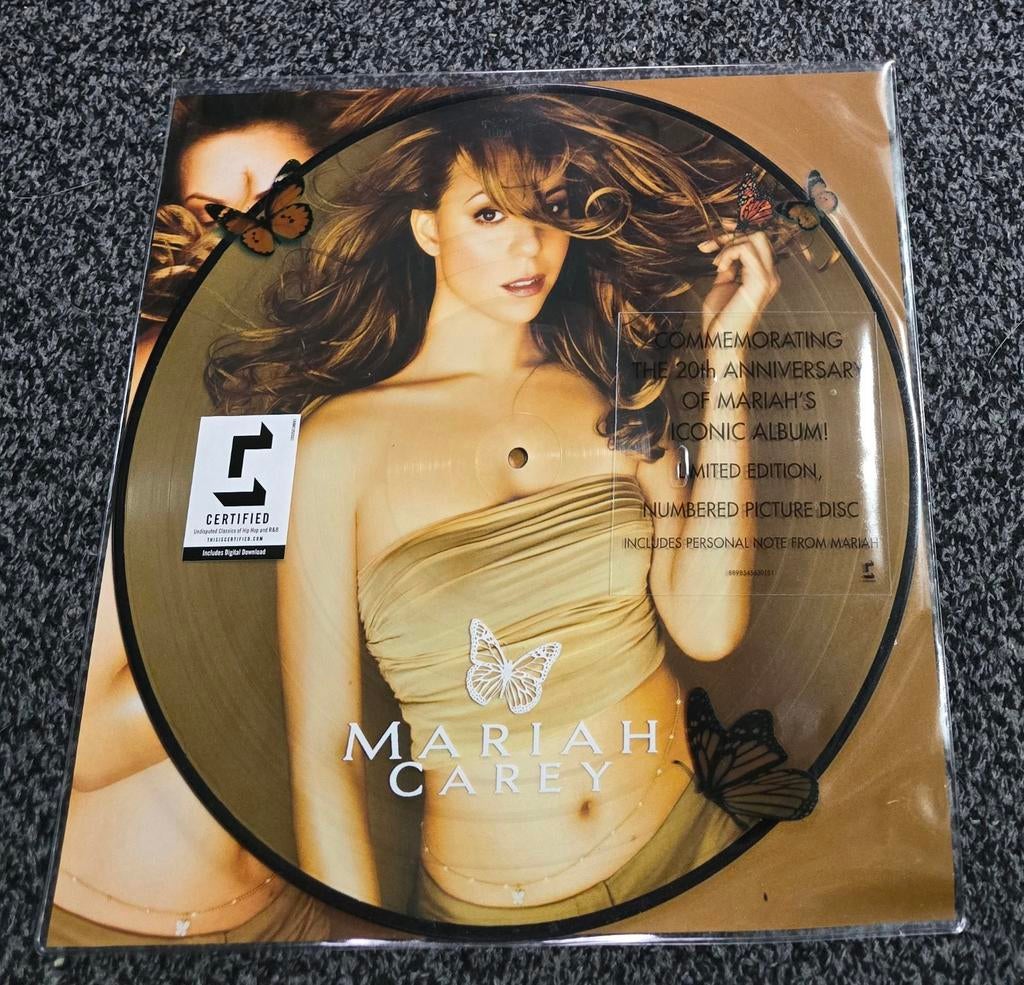 COMMEMORATING
THE 20th ANNIVERSARY
OF MARIAH'S
ICONIC ALBUM!
LIMITED EDITION,
NUMBERED PICTURE DISC
INCLUDES PERSONAL NOTE FROM MARIAH
CERTIFIED
Undisputed Classics of Hip Hop and R&B
THISISCERTIFIED.COM
Includes Digital Download
MARIAH
CAREY